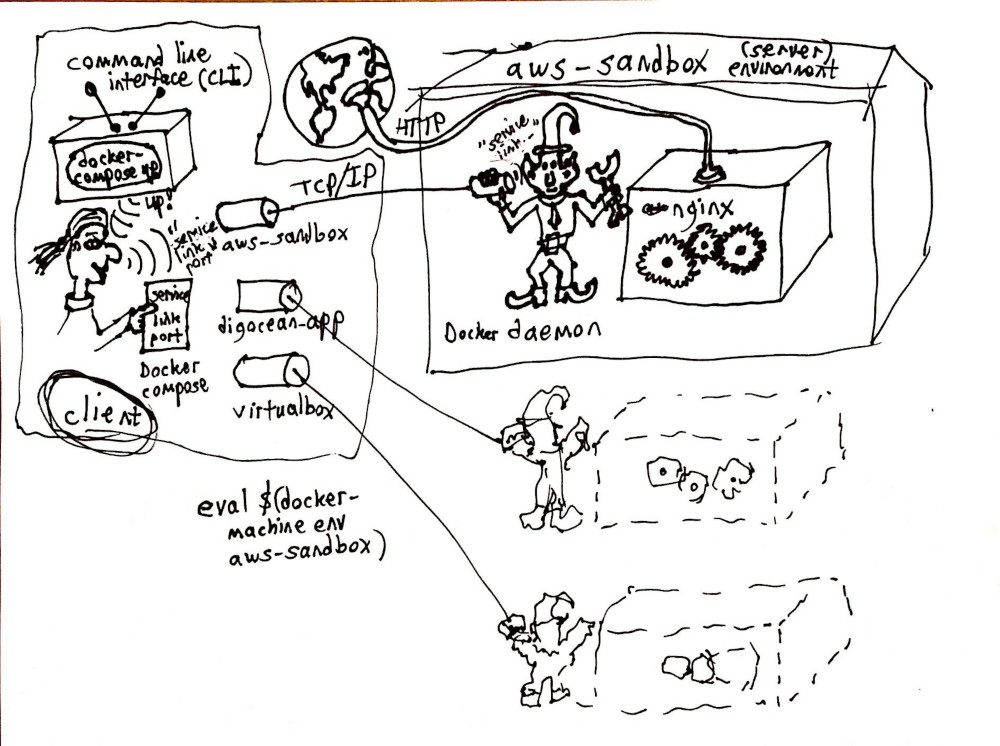 command line
interface (CLI)
docker-
compose up
up!
"service
link
port"
service
link
port
Docker
compose
client
aws-sandbox
digocean-app
virtualbox
TCP/IP
HTTP
aws-sandbox
(server)
environment
"service
link..
nginx
Docker daemon
eval $(docker-
machine env
aws-sandbox)